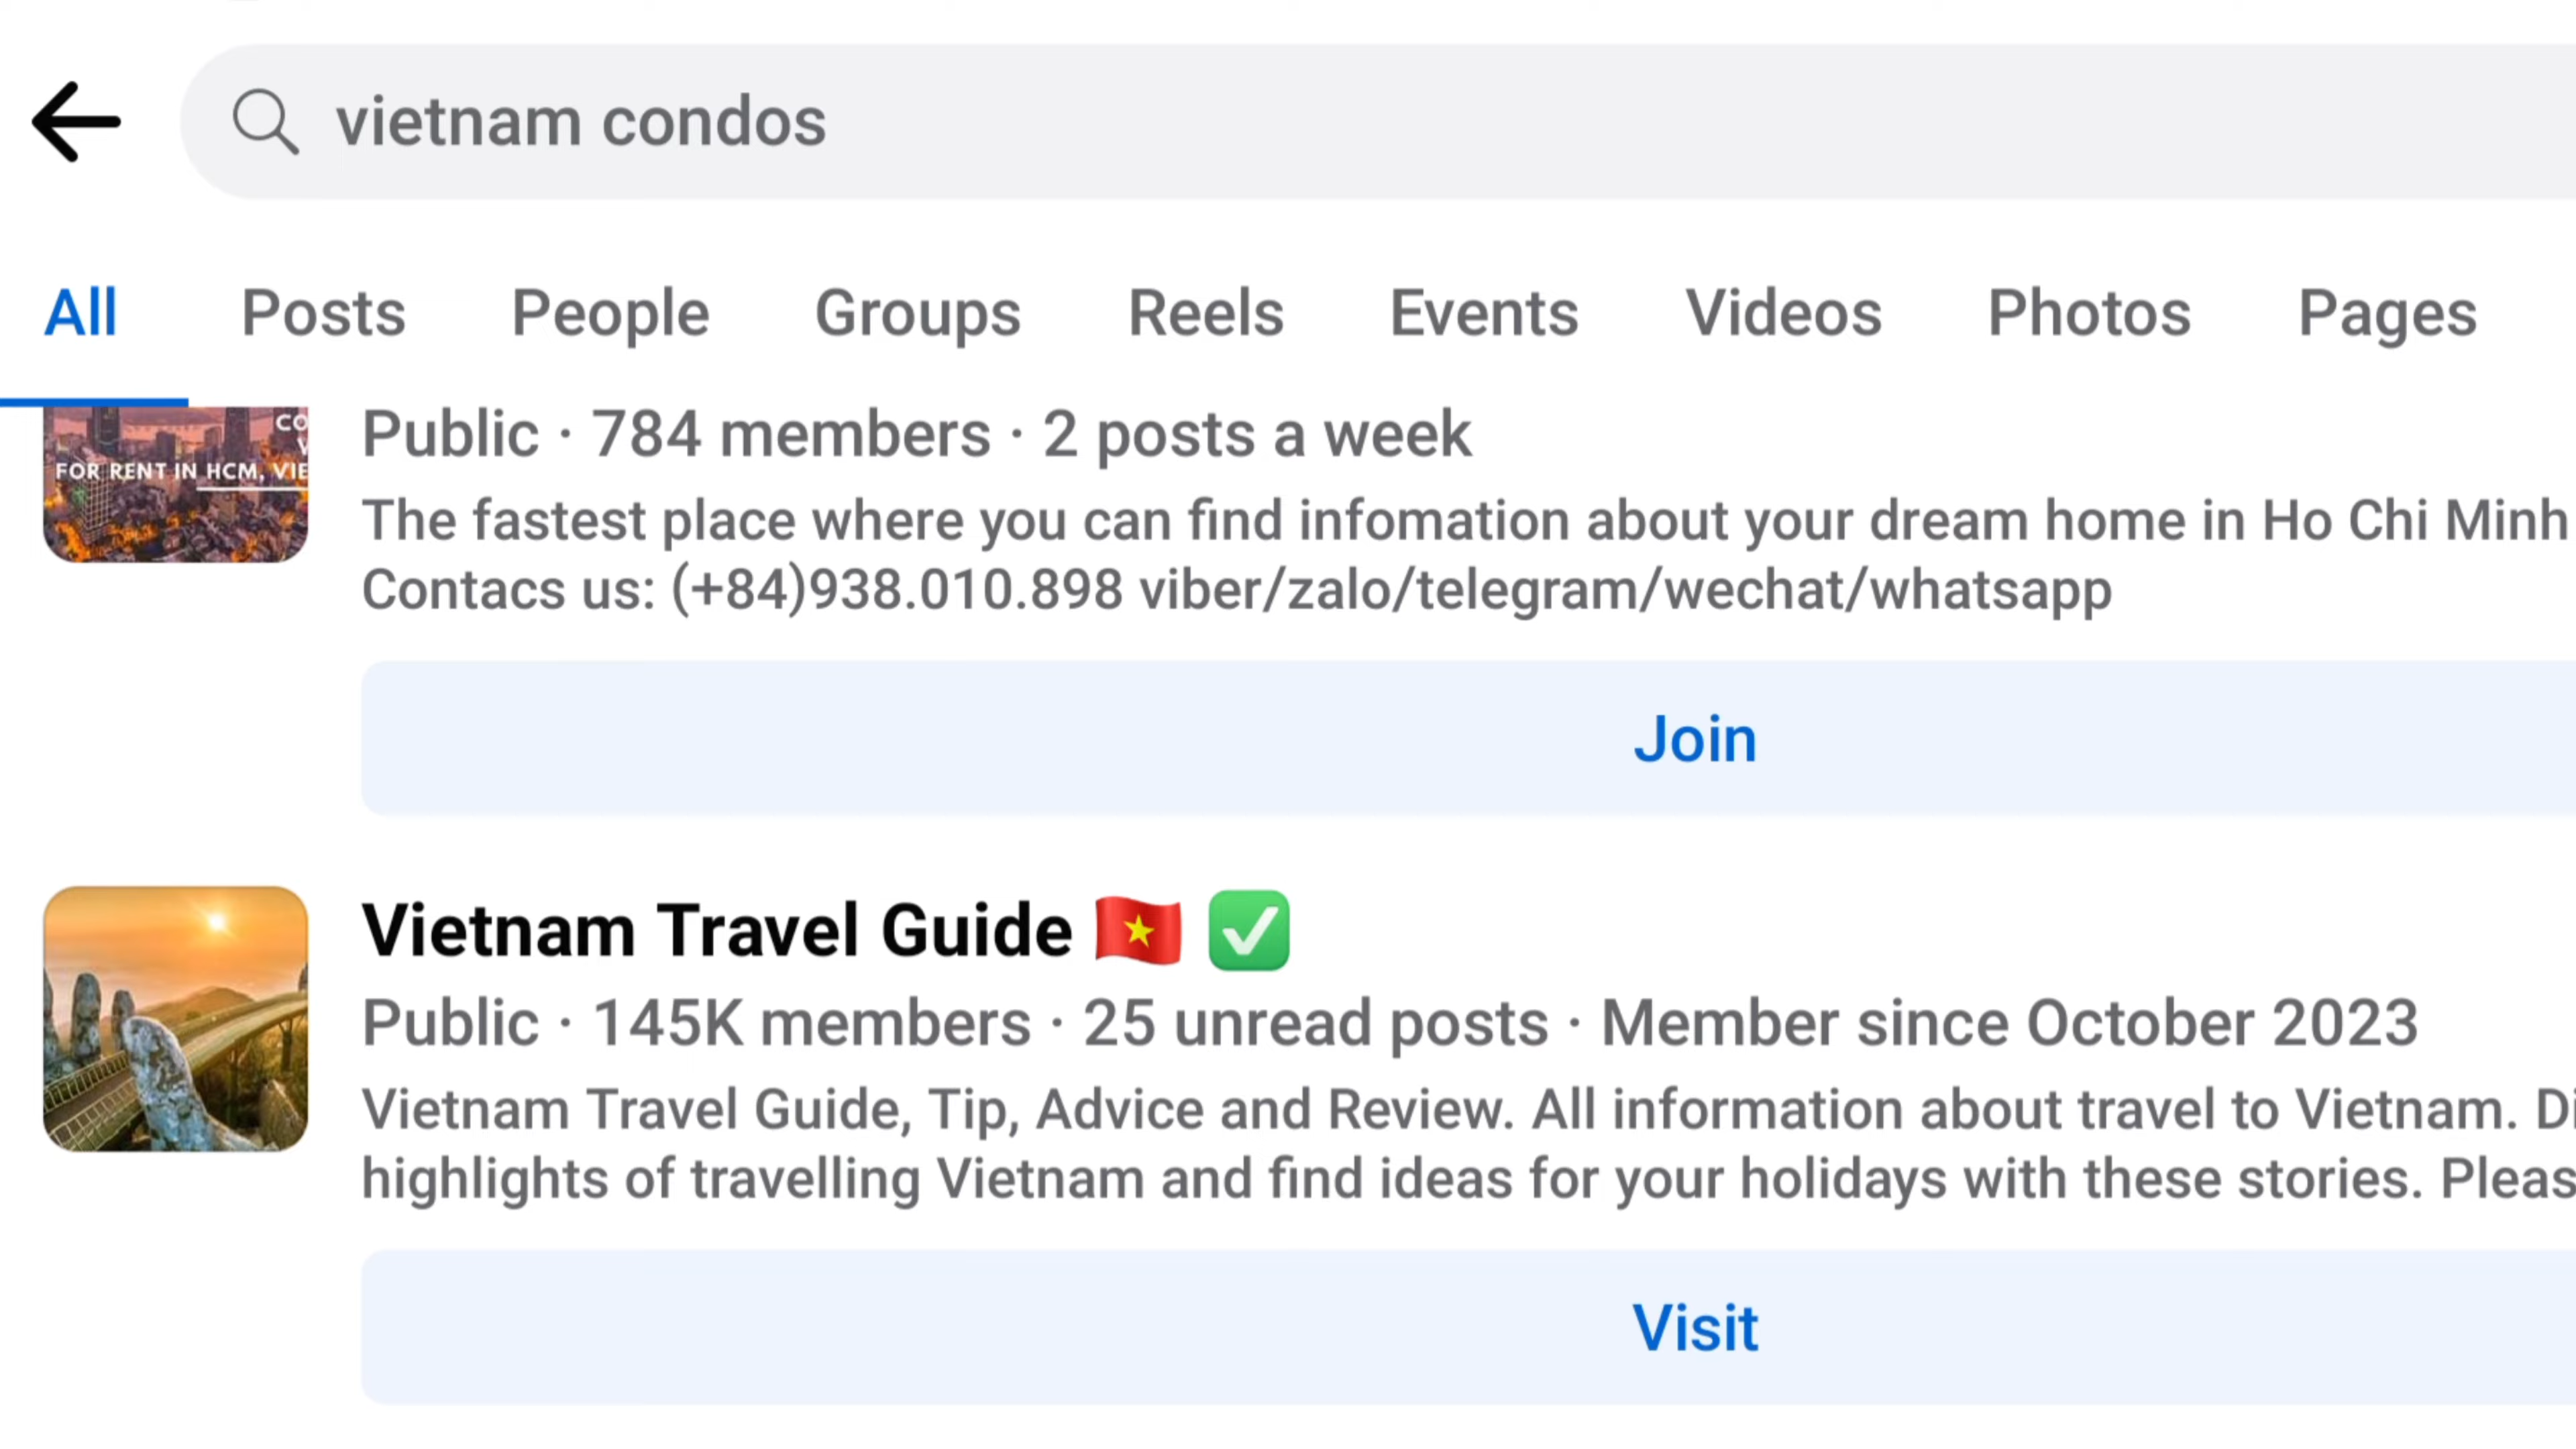 vietnam condos
All Posts People Groups Reels Events Videos Photos Pages
CO
V
FOR RENT IN HCM, VIE
Public · 784 members · 2 posts a week
The fastest place where you can find infomation about your dream home in Ho Chi Minh
Contacs us: (+84)938.010.898 viber/zalo/telegram/wechat/whatsapp
Join
Vietnam Travel Guide 🇻🇳 ✅
Public · 145K members · 25 unread posts · Member since October 2023
Vietnam Travel Guide, Tip, Advice and Review. All information about travel to Vietnam. Di
highlights of travelling Vietnam and find ideas for your holidays with these stories. Pleas
Visit